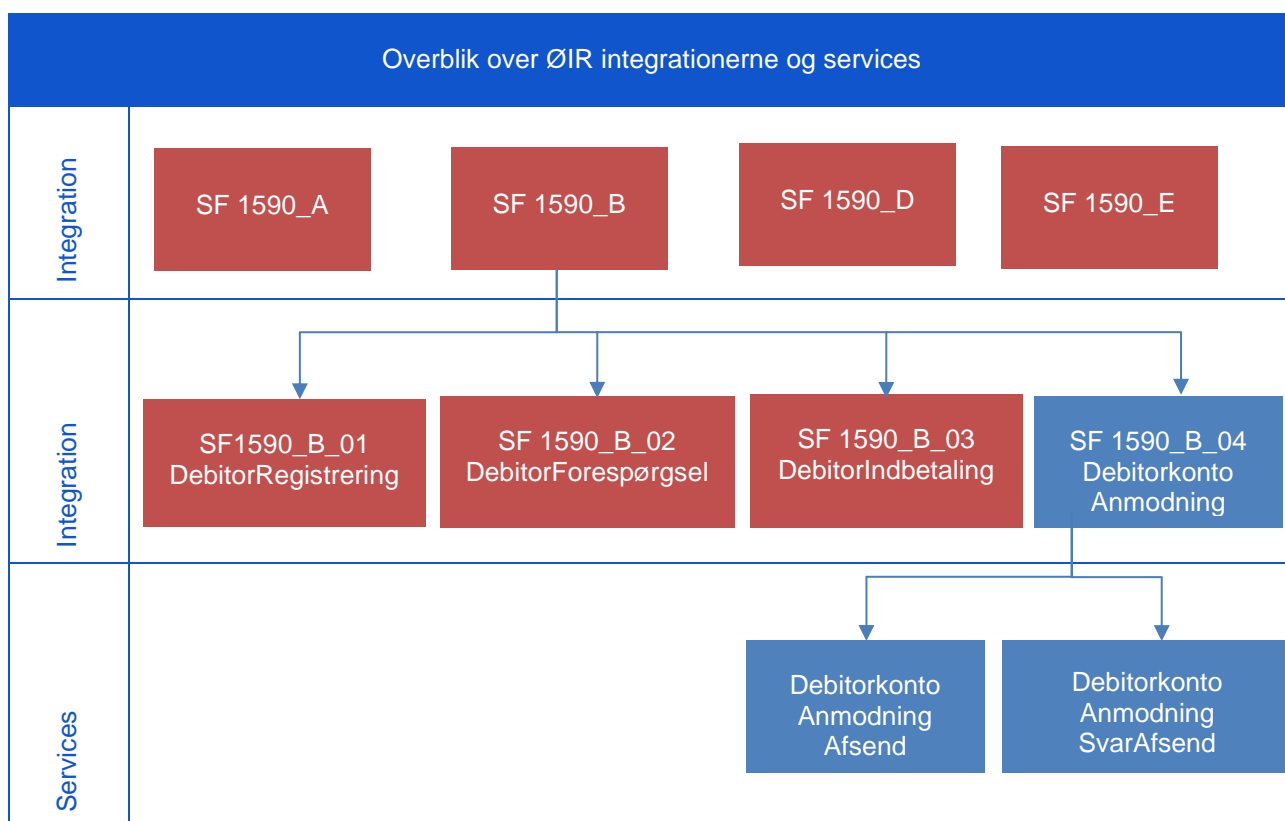 Overblik over ØIR integrationerne og services
Integration
SF 1590_A
SF 1590_B
SF 1590_D
SF 1590_E
Integration
SF1590_B_01
DebitorRegistrering
SF 1590_B_02
DebitorForespørgsel
SF 1590_B_03
DebitorIndbetaling
SF 1590_B_04
Debitorkonto
Anmodning
Services
Debitorkonto
Anmodning
Afsend
Debitorkonto
Anmodning
SvarAfsend